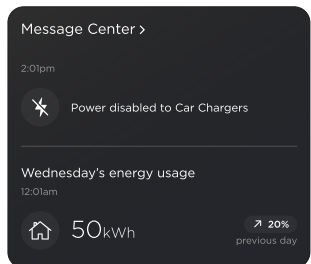 Message Center >
2:01pm
Power disabled to Car Chargers
Wednesday's energy usage
12:01am
50kWh
↗ 20%
previous day